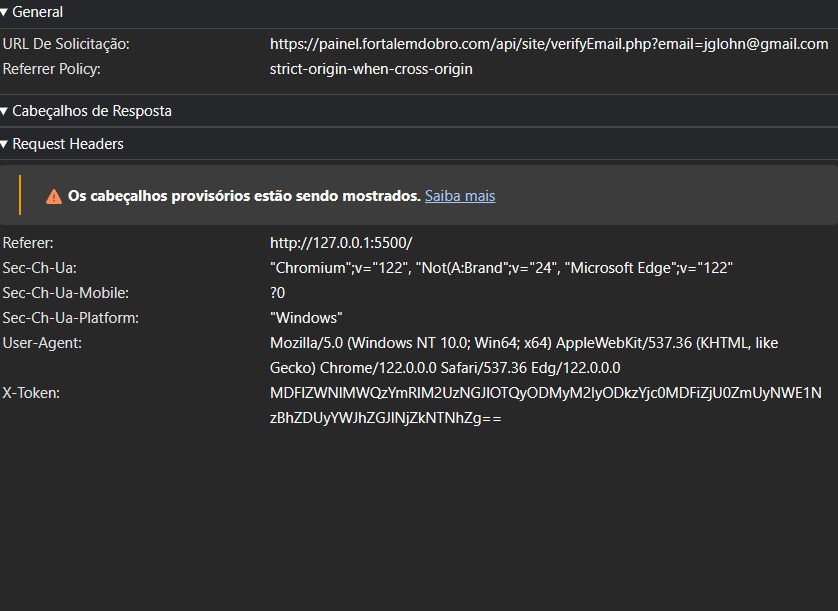 General
URL De Solicitação: https://painel.fortalemdobro.com/api/site/verifyEmail.php?email=jglohn@gmail.com
Referrer Policy: strict-origin-when-cross-origin
Cabeçalhos de Resposta
Request Headers
Os cabeçalhos provisórios estão sendo mostrados. Saiba mais
Referer: http://127.0.0.1:5500/
Sec-Ch-Ua: "Chromium";v="122", "Not(A:Brand";v="24", "Microsoft Edge";v="122"
Sec-Ch-Ua-Mobile: ?0
Sec-Ch-Ua-Platform: "Windows"
User-Agent: Mozilla/5.0 (Windows NT 10.0; Win64; x64) AppleWebKit/537.36 (KHTML, like
Gecko) Chrome/122.0.0.0 Safari/537.36 Edg/122.0.0.0
X-Token: MDFlZWNlMWQzYmRlM2UzNGJlOTQyODMyM2IyODkzYjc0MDFiZjU0ZmUyNWE1N
zBhZDUyYWJhZGJlNjZkNTNhZg==